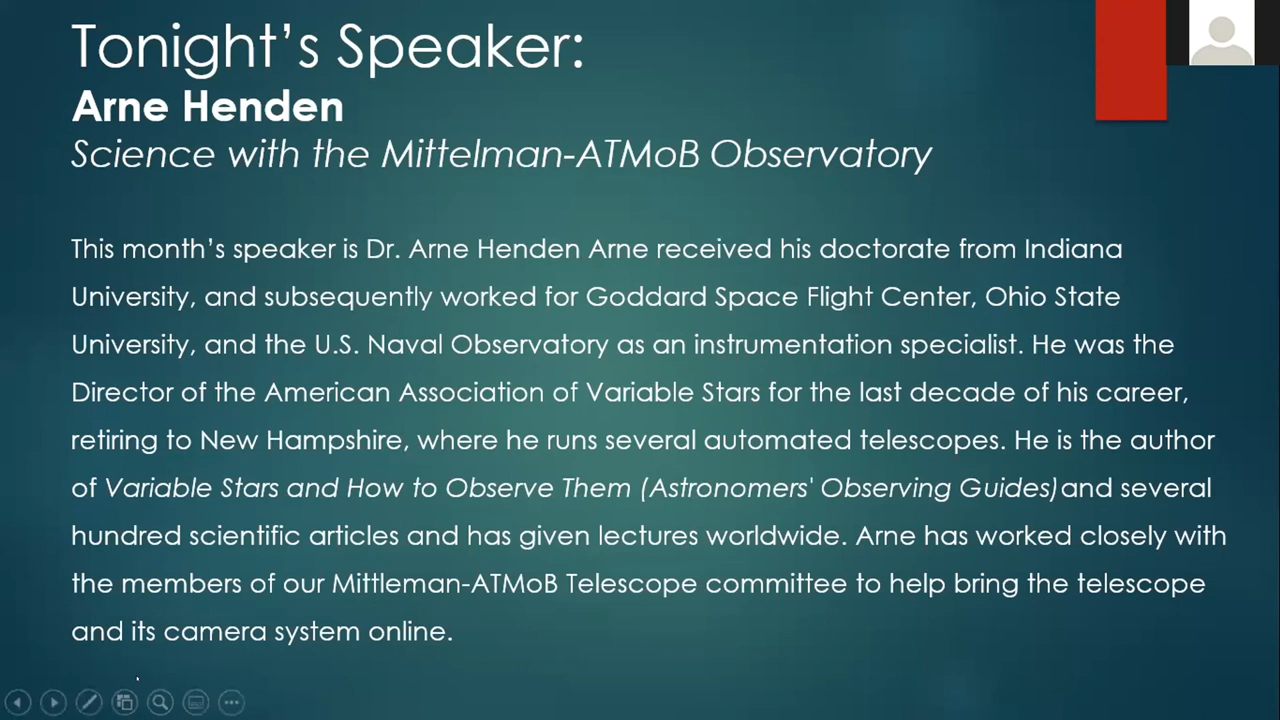 Tonight's Speaker:
Arne Henden
Science with the Mittelman-ATMoB Observatory
This month's speaker is Dr. Arne Henden Arne received his doctorate from Indiana
University, and subsequently worked for Goddard Space Flight Center, Ohio State
University, and the U.S. Naval Observatory as an instrumentation specialist. He was the
Director of the American Association of Variable Stars for the last decade of his career,
retiring to New Hampshire, where he runs several automated telescopes. He is the author
of Variable Stars and How to Observe Them (Astronomers' Observing Guides)and several
hundred scientific articles and has given lectures worldwide. Arne has worked closely with
the members of our Mittleman-ATMoB Telescope committee to help bring the telescope
and its camera system online.